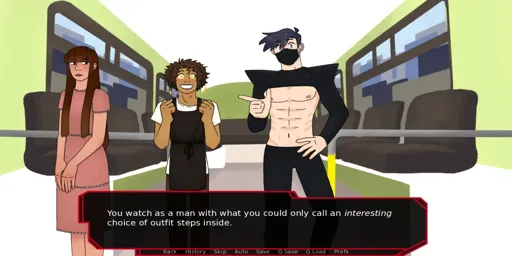 You watch as a man with what you could only call an interesting
choice of outfit steps inside.
Back History Skip Auto Save Q.Save Q.Load Prefs